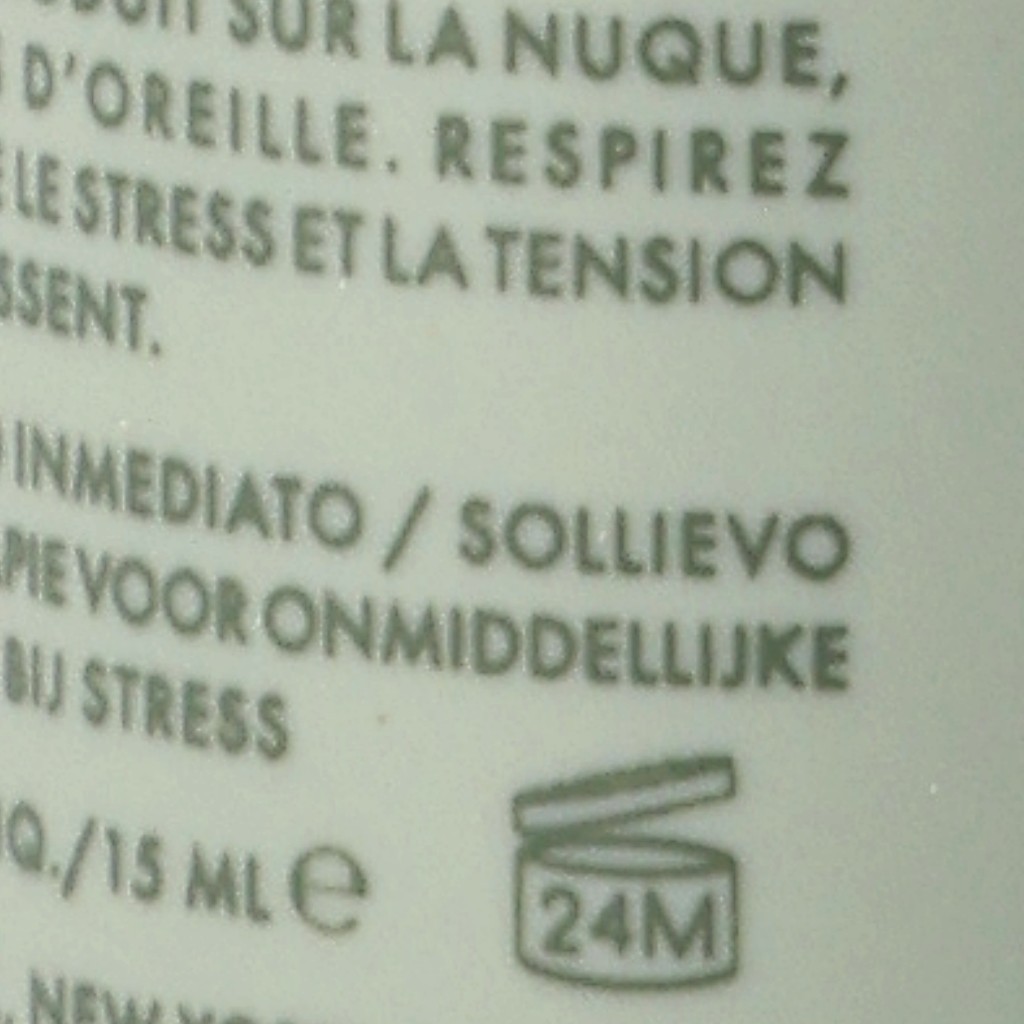 SUR LA NUQUE,
D'OREILLE. RESPIREZ
LE STRESS ET LA TENSION
SSENT.
INMEDIATO / SOLLIEVO
PIE VOOR ONMIDDELLIJKE
BIJ STRESS
Q./15 ML e
24M
NEW